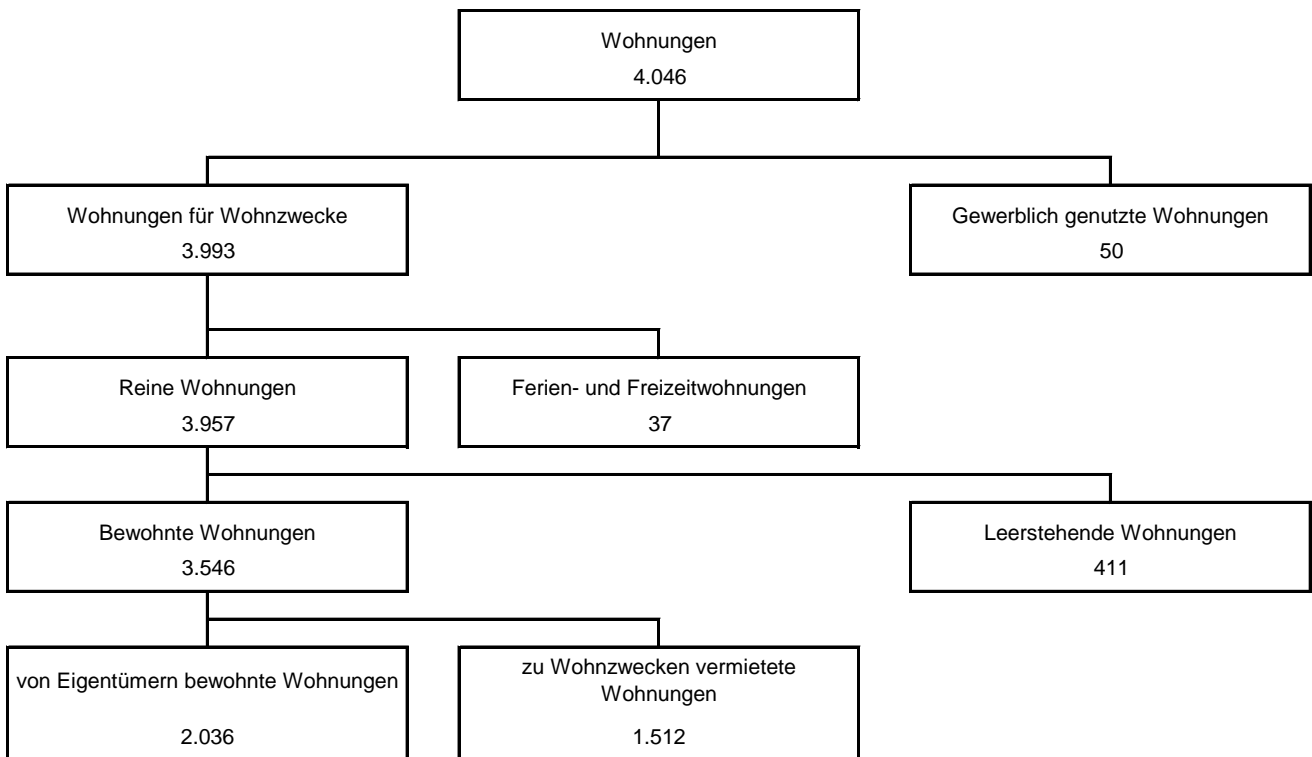 Wohnungen
4.046
Wohnungen für Wohnzwecke
3.993
Gewerblich genutzte Wohnungen
50
Reine Wohnungen
3.957
Ferien- und Freizeitwohnungen
37
Bewohnte Wohnungen
3.546
Leerstehende Wohnungen
411
von Eigentümern bewohnte Wohnungen
2.036
zu Wohnzwecken vermietete
Wohnungen
1.512